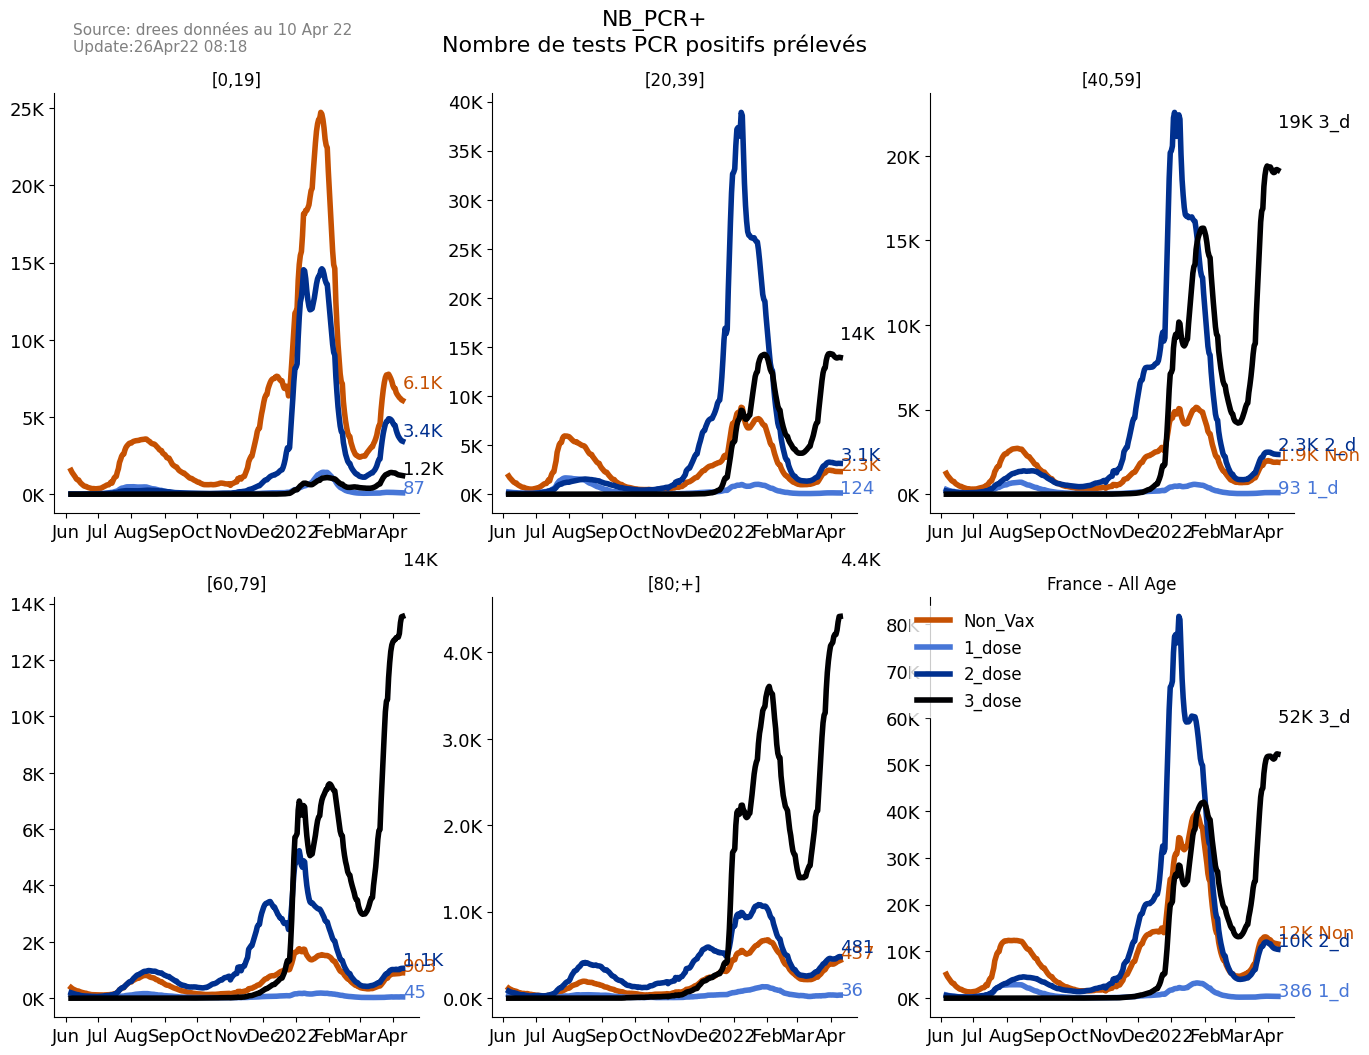 Source: drees données au 10 Apr 22
Update:26Apr22 08:18
NB_PCR+
Nombre de tests PCR positifs prélevés
[0,19]
25K
20K
15K
10K
5K
0K
6.1K
3.4K
1.2K
87
Jun Jul Aug Sep Oct Nov Dec 2022 Feb Mar Apr
[20,39]
40K
35K
30K
25K
20K
15K
10K
5K
0K
14K
3.1K
2.3K
124
Jun Jul Aug Sep Oct Nov Dec 2022 Feb Mar Apr
[40,59]
20K
15K
10K
5K
0K
19K 3_d
2.3K 2_d
1.9K Non
93 1_d
Jun Jul Aug Sep Oct Nov Dec 2022 Feb Mar Apr
[60,79]
14K
12K
10K
8K
6K
4K
2K
0K
14K
1.1K
903
45
Jun Jul Aug Sep Oct Nov Dec 2022 Feb Mar Apr
[80;+]
4.0K
3.0K
2.0K
1.0K
0.0K
4.4K
481
457
36
Jun Jul Aug Sep Oct Nov Dec 2022 Feb Mar Apr
France - All Age
80K
70K
60K
50K
40K
30K
20K
10K
0K
Non_Vax
1_dose
2_dose
3_dose
52K 3_d
12K Non
10K 2_d
386 1_d
Jun Jul Aug Sep Oct Nov Dec 2022 Feb Mar Apr